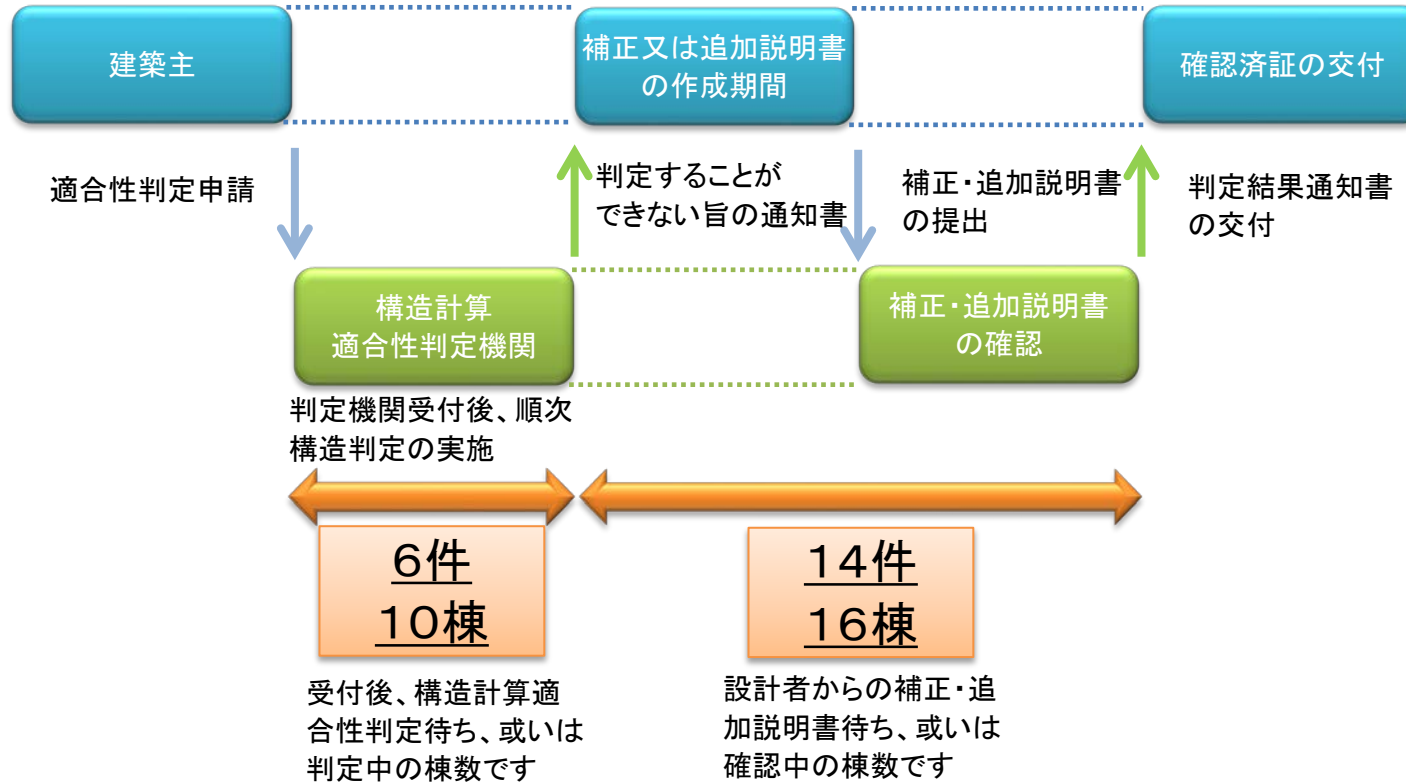 建築主
補正又は追加説明書
の作成期間
確認済証の交付
適合性判定申請
判定することが
できない旨の通知書
補正・追加説明書
の提出
判定結果通知書
の交付
構造計算
適合性判定機関
補正・追加説明書
の確認
判定機関受付後、順次
構造判定の実施
6件
10棟
14件
16棟
受付後、構造計算適
合性判定待ち、或いは
判定中の棟数です
設計者からの補正・追
加説明書待ち、或いは
確認中の棟数です